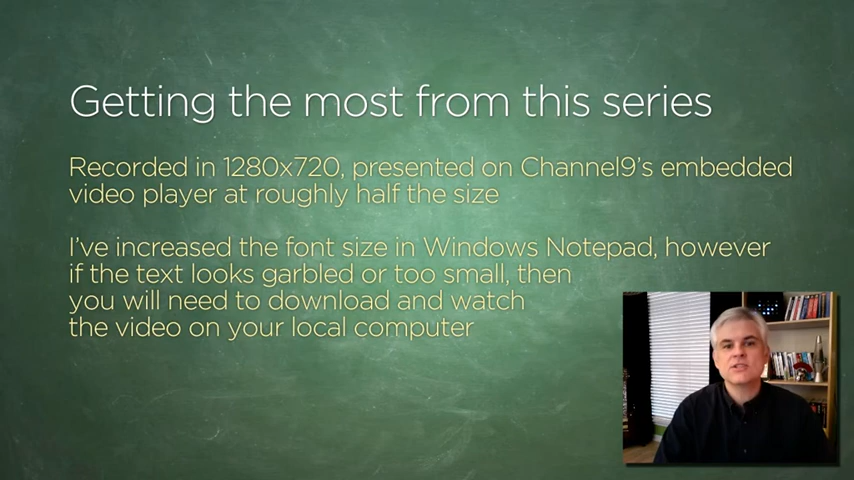 Getting the most from this series
Recorded in 1280x720, presented on Channel9's embedded
video player at roughly half the size
I've increased the font size in Windows Notepad, however
if the text looks garbled or too small, then
you will need to download and watch
the video on your local computer